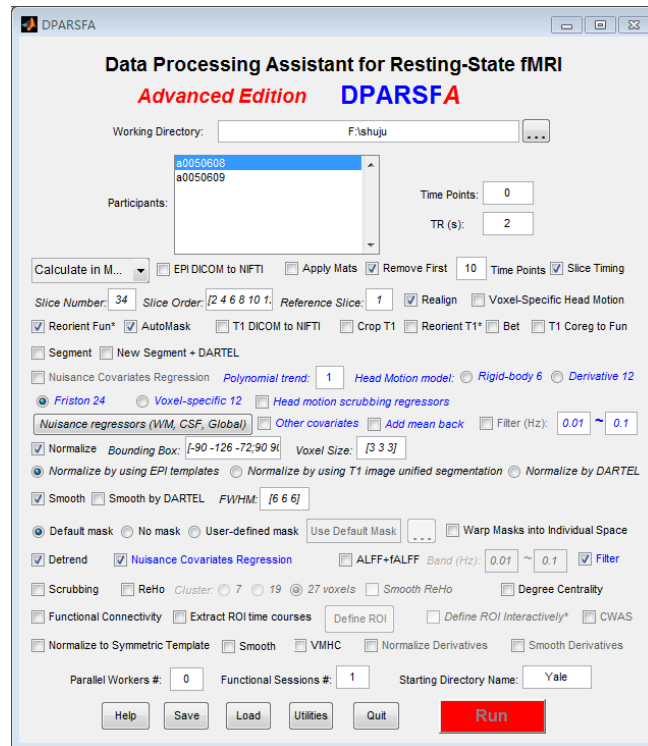 DPARSFA
Data Processing Assistant for Resting-State fMRI
Advanced Edition DPARSFA
Working Directory: F:\shuju ...
a0050608
a0050609
Participants:
Time Points: 0
TR (s): 2
Calculate in M... EPI DICOM to NIFTI Apply Mats Remove First 10 Time Points Slice Timing
Slice Number: 34 Slice Order: [2 4 6 8 10 1: Reference Slice: 1 Realign Voxel-Specific Head Motion
Reorient Fun* AutoMask T1 DICOM to NIFTI Crop T1 Reorient T1* Bet T1 Coreg to Fun
Segment New Segment + DARTEL
Nuisance Covariates Regression Polynomial trend: 1 Head Motion model: Rigid-body 6 Derivative 12
Friston 24 Voxel-specific 12 Head motion scrubbing regressors
Nuisance regressors (WM, CSF, Global) Other covariates Add mean back Filter (Hz): 0.01 ~ 0.1
Normalize Bounding Box: [-90 -126 -72;90 90 Voxel Size: [3 3 3]
Normalize by using EPI templates Normalize by using T1 image unified segmentation Normalize by DARTEL
Smooth Smooth by DARTEL FWHM: [6 6 6]
Default mask No mask User-defined mask Use Default Mask ... Warp Masks into Individual Space
Detrend Nuisance Covariates Regression ALFF+fALFF Band (Hz): 0.01 ~ 0.1 Filter
Scrubbing ReHo Cluster: 7 19 27 voxels Smooth ReHo Degree Centrality
Functional Connectivity Extract ROI time courses Define ROI Define ROI Interactively* CWAS
Normalize to Symmetric Template Smooth VMHC Normalize Derivatives Smooth Derivatives
Parallel Workers #: 0 Functional Sessions #: 1 Starting Directory Name: Yale
Help Save Load Utilities Quit Run